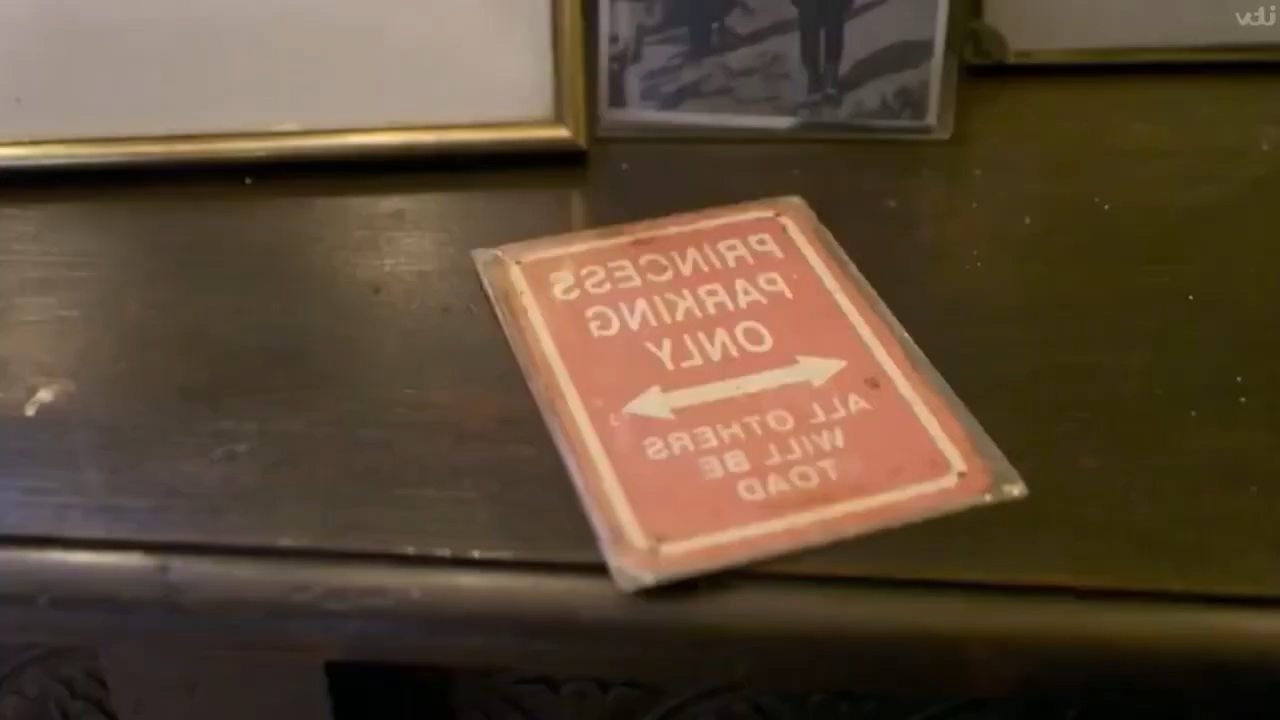 PRINCESS
PARKING
ONLY
ALL OTHERS
WILL BE
TOAD